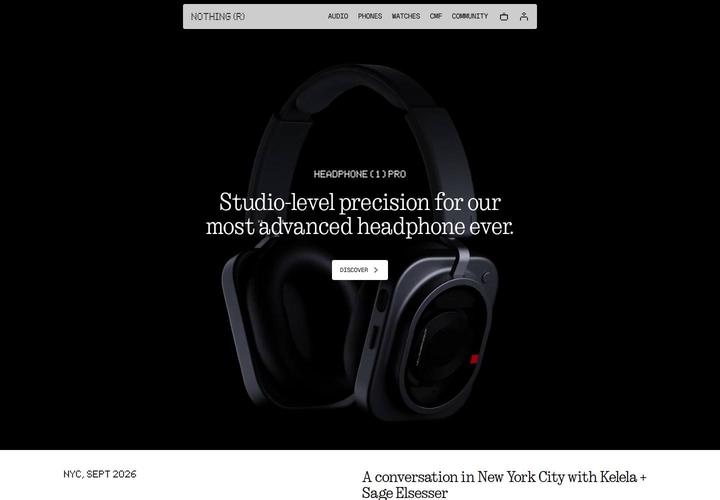 NOTHING (R)
AUDIO PHONES WATCHES CMF COMMUNITY
HEADPHONE (1) PRO
Studio-level precision for our
most advanced headphone ever.
DISCOVER
NYC, SEPT 2026
A conversation in New York City with Kelela +
Sage Elsesser